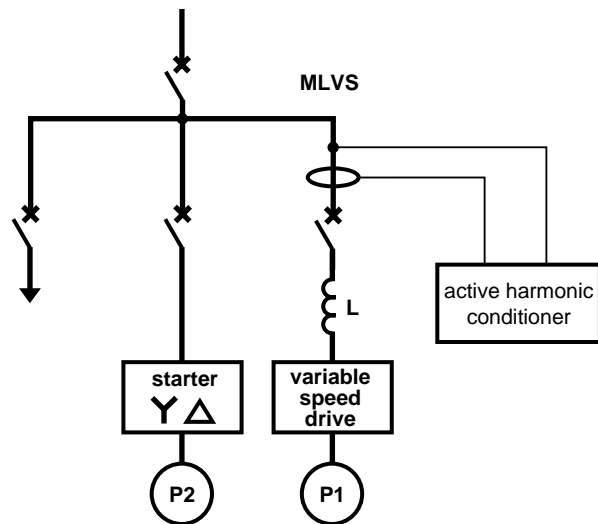 MLVS
L
active harmonic
conditioner
starter
variable
speed
drive
P2
P1